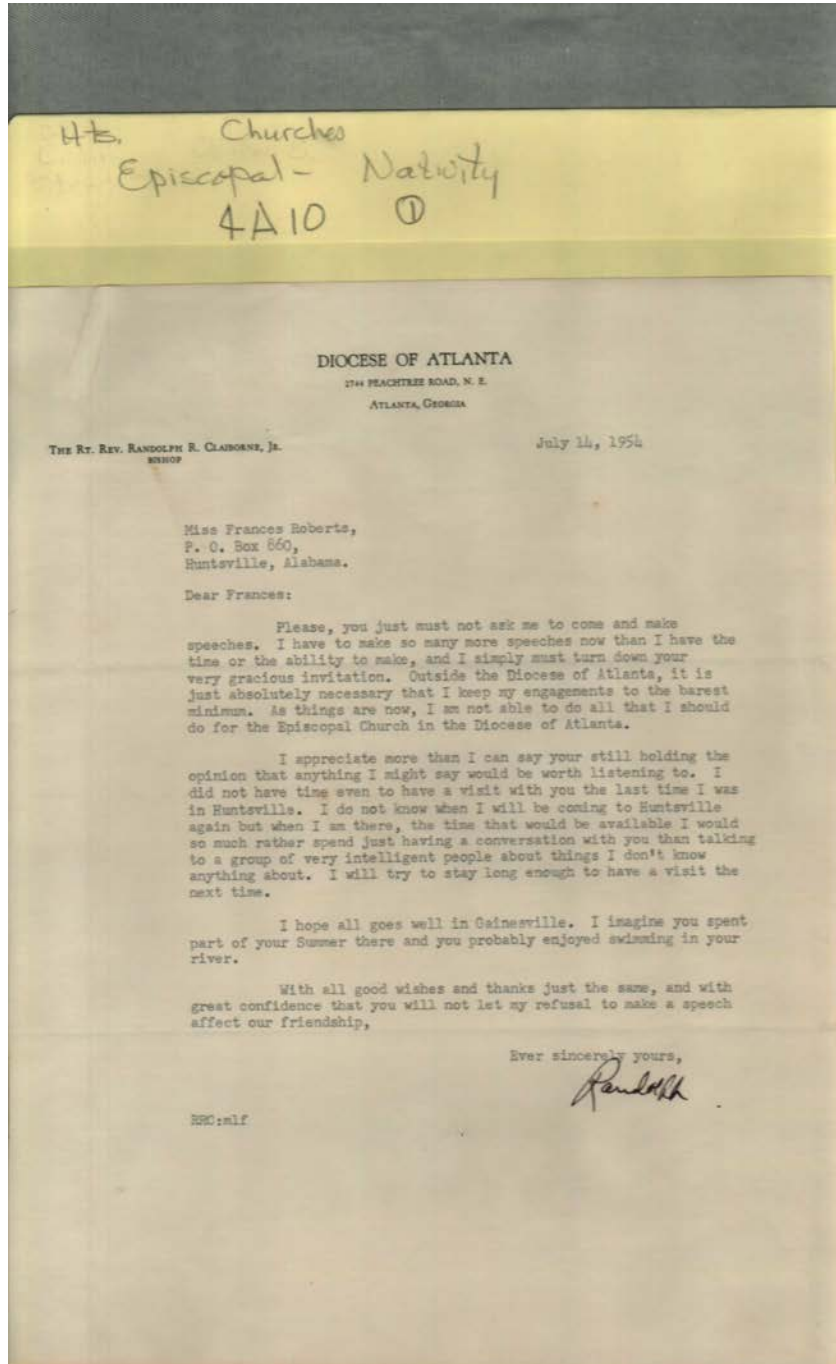 Hts. Churches
Episcopal - Nativity
4A10 ①
DIOCESE OF ATLANTA
2744 PEACHTREE ROAD, N. E.
ATLANTA, GEORGIA
THE RT. REV. RANDOLPH R. CLAIBORNE, JR.
BISHOP
July 14, 1954
Miss Frances Roberts,
P. O. Box 660,
Huntsville, Alabama.
Dear Frances:
Please, you just must not ask me to come and make
speeches. I have to make so many more speeches now than I have the
time or the ability to make, and I simply must turn down your
very gracious invitation. Outside the Diocese of Atlanta, it is
just absolutely necessary that I keep my engagements to the barest
minimum. As things are now, I am not able to do all that I should
do for the Episcopal Church in the Diocese of Atlanta.
I appreciate more than I can say your still holding the
opinion that anything I might say would be worth listening to. I
did not have time even to have a visit with you the last time I was
in Huntsville. I do not know when I will be coming to Huntsville
again but when I am there, the time that would be available I would
so much rather spend just having a conversation with you than talking
to a group of very intelligent people about things I don't know
anything about. I will try to stay long enough to have a visit the
next time.
I hope all goes well in Gainesville. I imagine you spent
part of your Summer there and you probably enjoyed swimming in your
river.
With all good wishes and thanks just the same, and with
great confidence that you will not let my refusal to make a speech
affect our friendship,
Ever sincerely yours,
Randolph
RRC:mlf